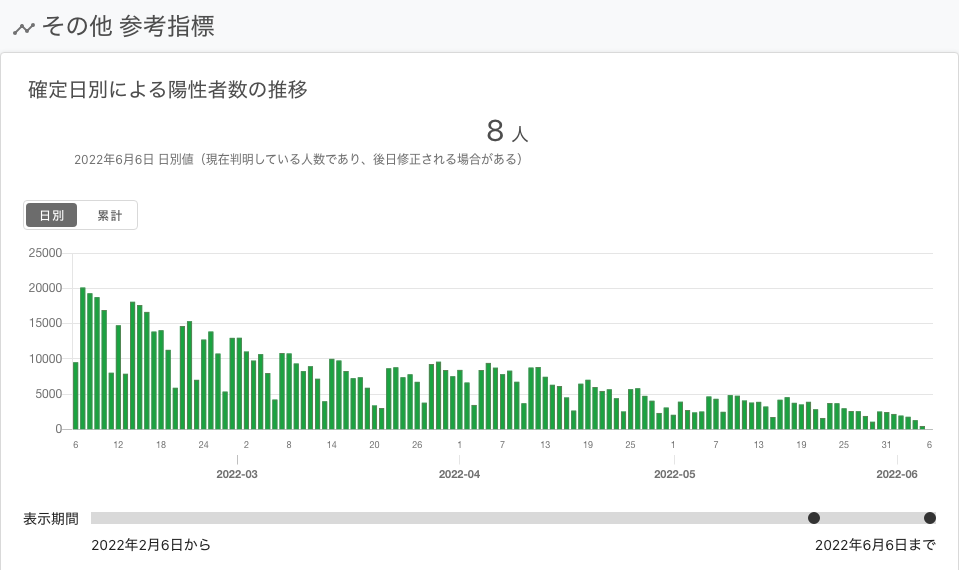 その他 参考指標
確定日別による陽性者数の推移
8 人
2022年6月6日 日別値（現在判明している人数であり、後日修正される場合がある）
日別 累計
25000
20000
15000
10000
5000
0
6 12 18 24 2 8 14 20 26 1 7 13 19 25 1 7 13 19 25 31 6
2022-03 2022-04 2022-05 2022-06
表示期間
2022年2月6日から 2022年6月6日まで